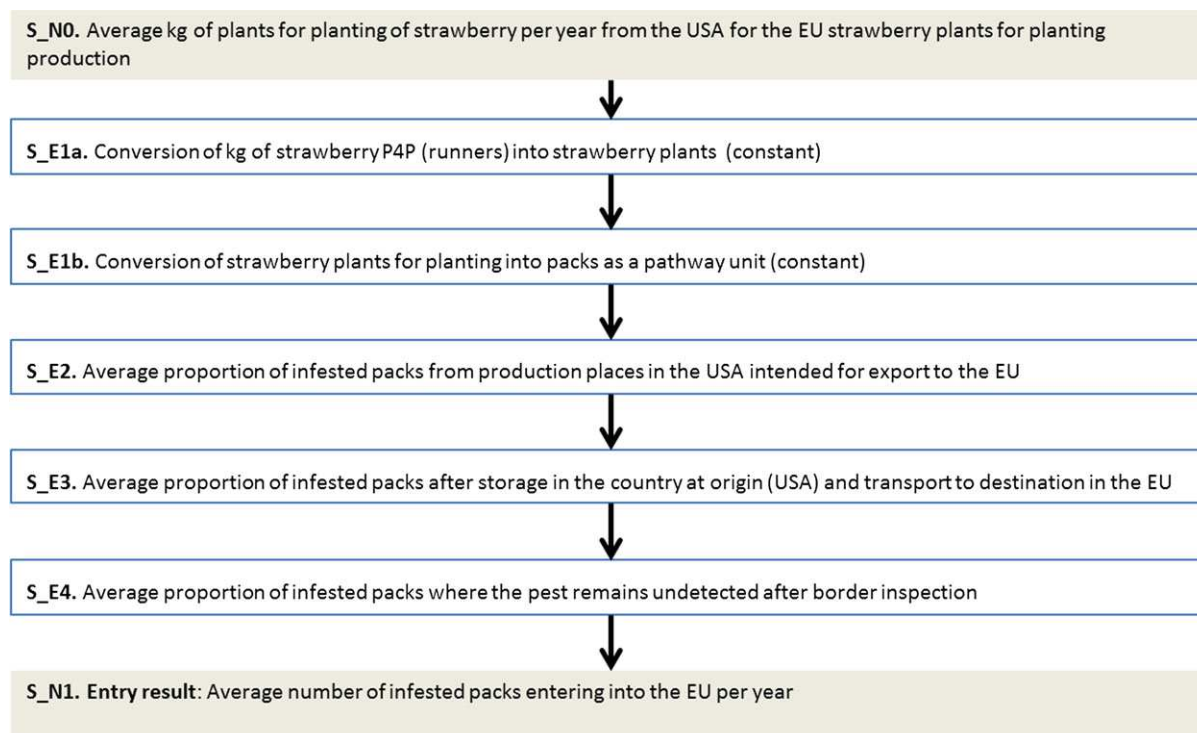 S_N0. Average kg of plants for planting of strawberry per year from the USA for the EU strawberry plants for planting
production
S_E1a. Conversion of kg of strawberry P4P (runners) into strawberry plants (constant)
S_E1b. Conversion of strawberry plants for planting into packs as a pathway unit (constant)
S_E2. Average proportion of infested packs from production places in the USA intended for export to the EU
S_E3. Average proportion of infested packs after storage in the country at origin (USA) and transport to destination in the EU
S_E4. Average proportion of infested packs where the pest remains undetected after border inspection
S_N1. Entry result: Average number of infested packs entering into the EU per year